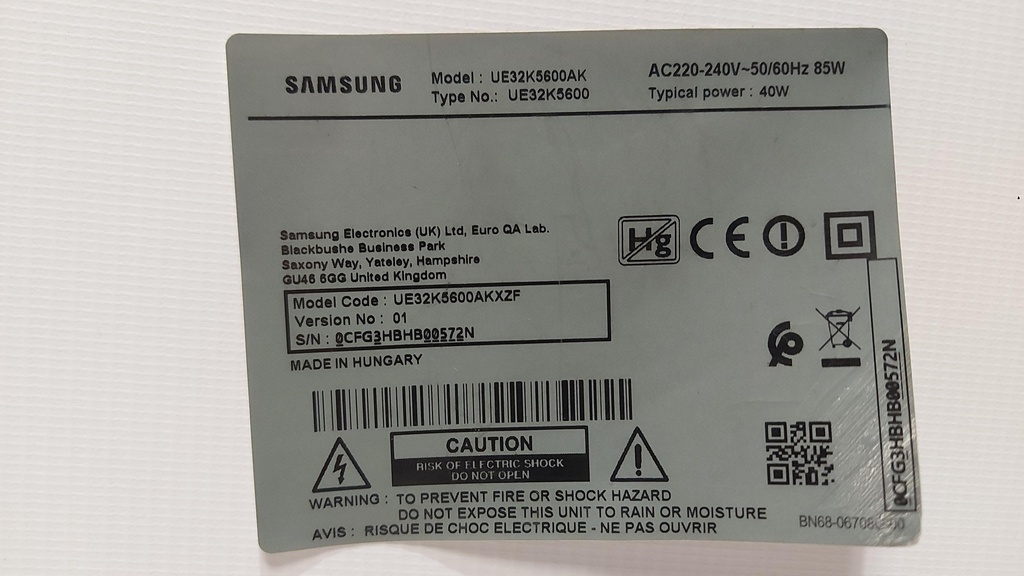 SAMSUNG
Model : UE32K5600AK
Type No.: UE32K5600
AC220-240V~50/60Hz 85W
Typical power : 40W
Samsung Electronics (UK) Ltd, Euro QA Lab.
Blackbushe Business Park
Saxony Way, Yateley, Hampshire
GU46 6GG United Kingdom
Hg CE
Model Code : UE32K5600AKXZF
Version No : 01
S/N : 0CFG3HBHB00572N
MADE IN HUNGARY
0CFG3HBHB00572N
CAUTION
RISK OF ELECTRIC SHOCK
DO NOT OPEN
WARNING : TO PREVENT FIRE OR SHOCK HAZARD
DO NOT EXPOSE THIS UNIT TO RAIN OR MOISTURE
AVIS : RISQUE DE CHOC ELECTRIQUE - NE PAS OUVRIR